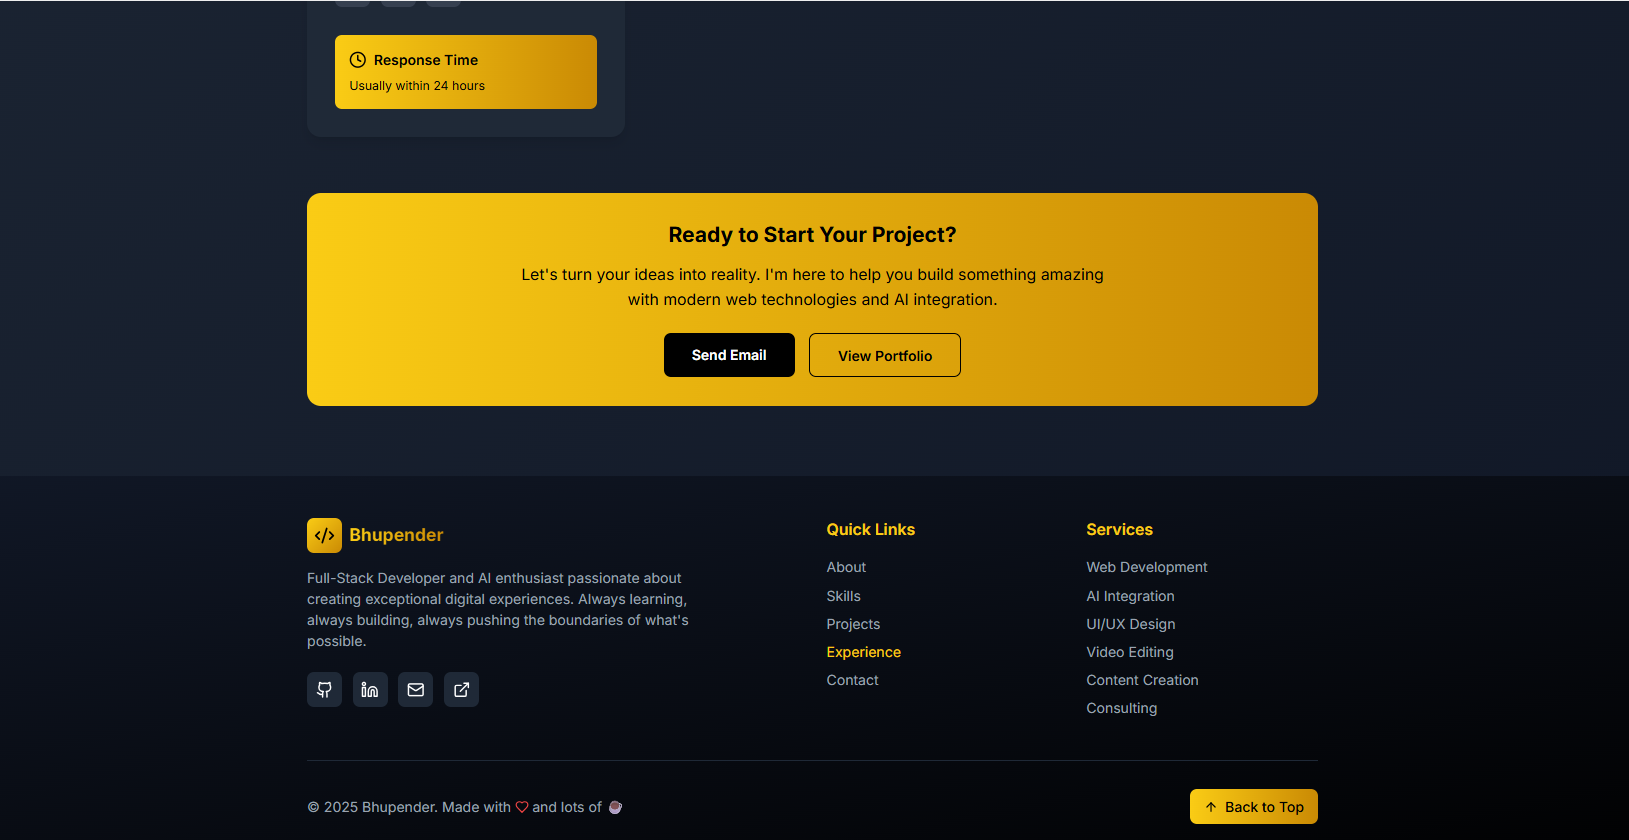 Response Time
Usually within 24 hours
Ready to Start Your Project?
Let's turn your ideas into reality. I'm here to help you build something amazing
with modern web technologies and AI integration.
Send Email
View Portfolio
Bhupender
Full-Stack Developer and AI enthusiast passionate about
creating exceptional digital experiences. Always learning,
always building, always pushing the boundaries of what's
possible.
Quick Links
About
Skills
Projects
Experience
Contact
Services
Web Development
AI Integration
UI/UX Design
Video Editing
Content Creation
Consulting
© 2025 Bhupender. Made with and lots of
Back to Top